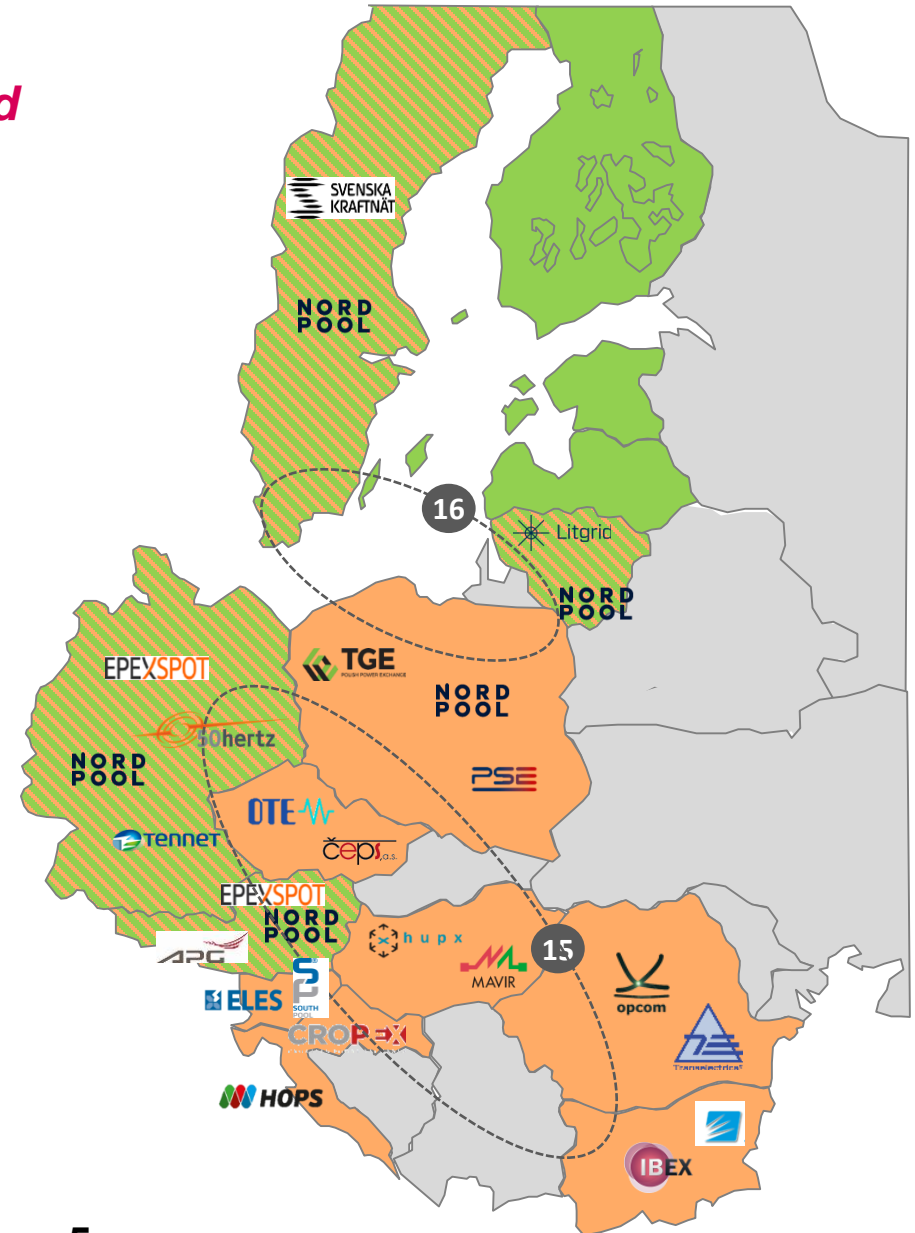 d
SVENSKA
KRAFTNÄT
NORD
POOL
16
Litgrid
NORD
POOL
EPEXSPOT
TGE
POLISH POWER EXCHANGE
NORD
POOL
50hertz
NORD
POOL
PSE
OTE
TENNET
čeps,a.s.
EPEXSPOT
NORD
POOL
APG
hupx
MAVIR
15
opcom
ELES
SP
SOUTH
POOL
CROPEX
Transelectrica
HOPS
IBEX